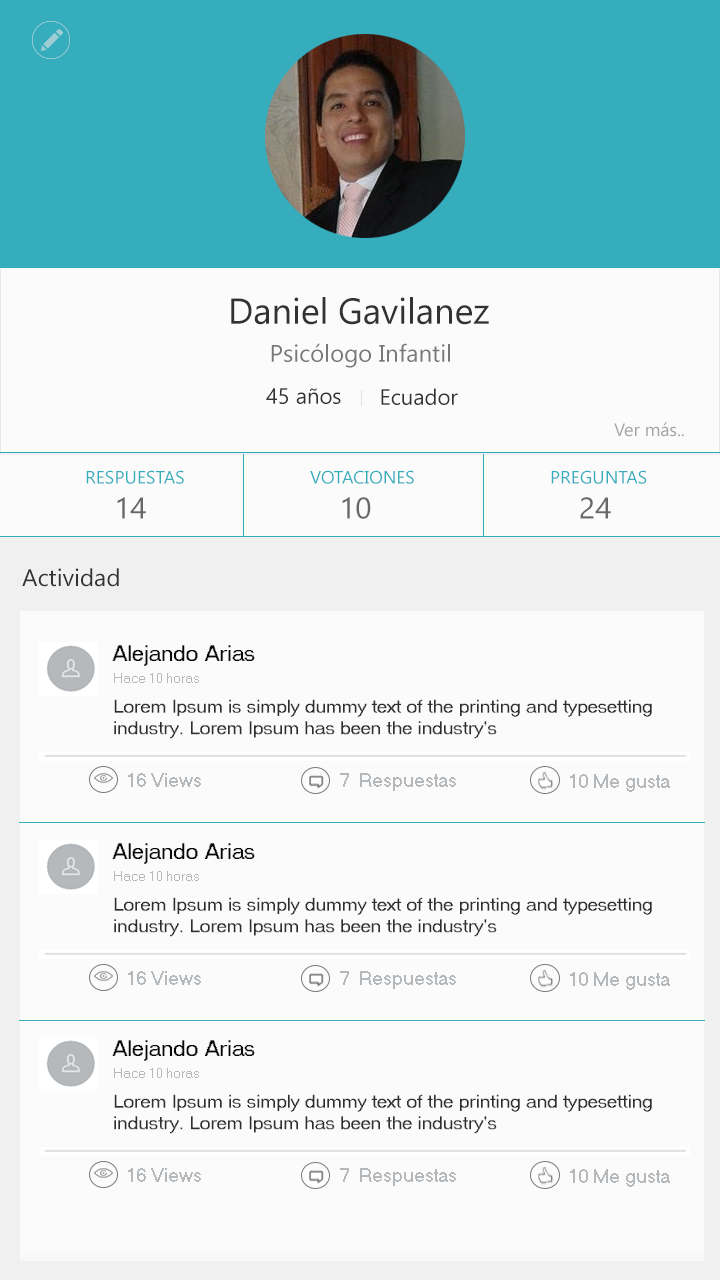 Daniel Gavilanez
Psicólogo Infantil
45 años
Ecuador
Ver más..
RESPUESTAS
14
VOTACIONES
10
PREGUNTAS
24
Actividad
Alejando Arias
Hace 10 horas
Lorem Ipsum is simply dummy text of the printing and typesetting
industry. Lorem Ipsum has been the industry's
16 Views
7 Respuestas
10 Me gusta
Alejando Arias
Hace 10 horas
Lorem Ipsum is simply dummy text of the printing and typesetting
industry. Lorem Ipsum has been the industry's
16 Views
7 Respuestas
10 Me gusta
Alejando Arias
Hace 10 horas
Lorem Ipsum is simply dummy text of the printing and typesetting
industry. Lorem Ipsum has been the industry's
16 Views
7 Respuestas
10 Me gusta